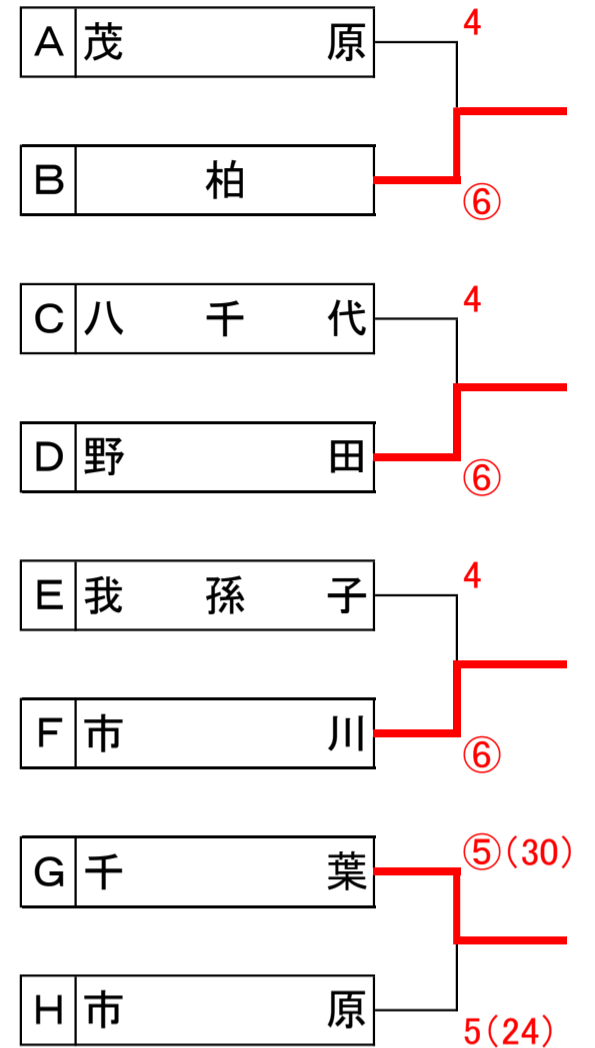 A 茂原 4
B 柏 ⑥
C 八千代 4
D 野田 ⑥
E 我孫子 4
F 市川 ⑥
G 千葉 ⑤(30)
H 市原 5(24)